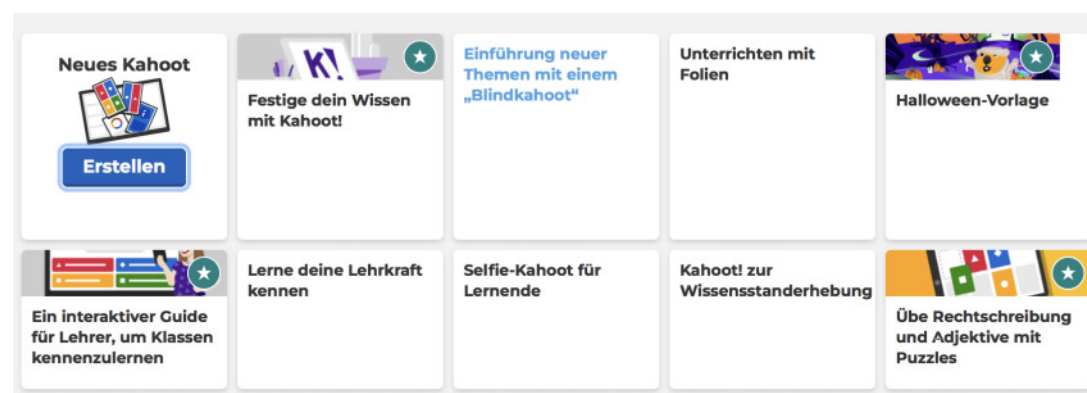 Neues Kahoot
Erstellen
K!
Festige dein Wissen
mit Kahoot!
Einführung neuer
Themen mit einem
„Blindkahoot“
Unterrichten mit
Folien
Halloween-Vorlage
Ein interaktiver Guide
für Lehrer, um Klassen
kennenzulernen
Lerne deine Lehrkraft
kennen
Selfie-Kahoot für
Lernende
Kahoot! zur
Wissensstanderhebung
Übe Rechtschreibung
und Adjektive mit
Puzzles